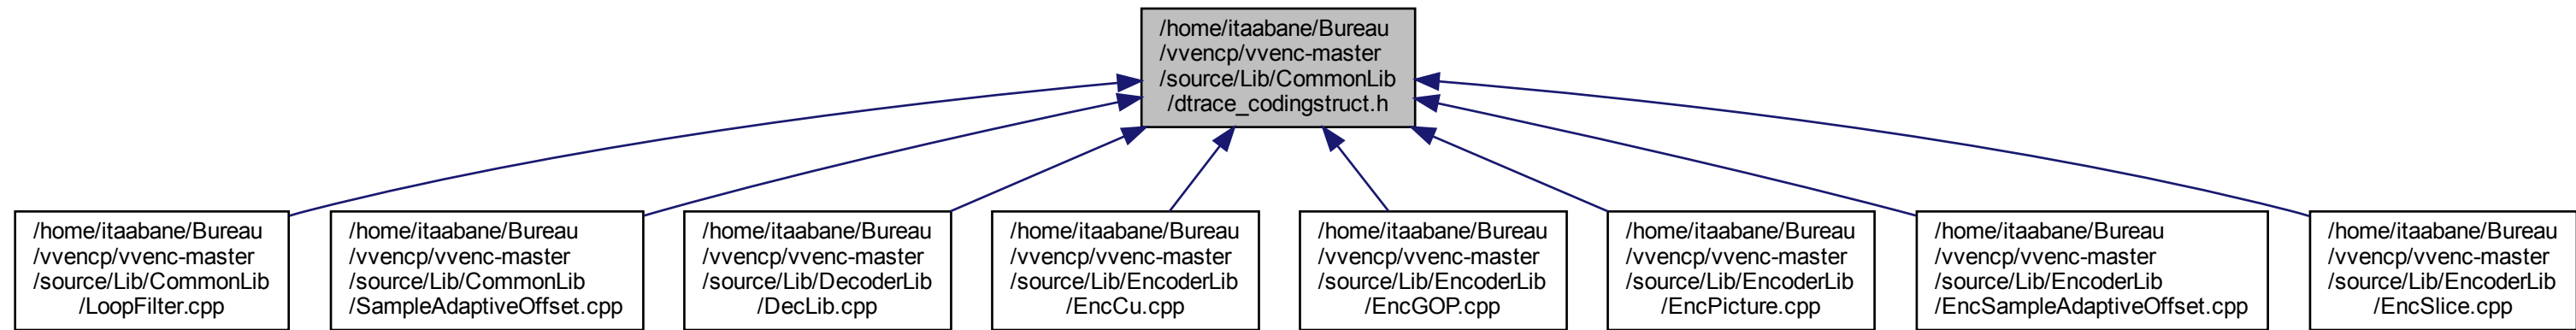 /home/itaabane/Bureau
/vvencp/vvenc-master
/source/Lib/CommonLib
/dtrace_codingstruct.h
/home/itaabane/Bureau
/vvencp/vvenc-master
/source/Lib/CommonLib
/LoopFilter.cpp
/home/itaabane/Bureau
/vvencp/vvenc-master
/source/Lib/CommonLib
/SampleAdaptiveOffset.cpp
/home/itaabane/Bureau
/vvencp/vvenc-master
/source/Lib/DecoderLib
/DecLib.cpp
/home/itaabane/Bureau
/vvencp/vvenc-master
/source/Lib/EncoderLib
/EncCu.cpp
/home/itaabane/Bureau
/vvencp/vvenc-master
/source/Lib/EncoderLib
/EncGOP.cpp
/home/itaabane/Bureau
/vvencp/vvenc-master
/source/Lib/EncoderLib
/EncPicture.cpp
/home/itaabane/Bureau
/vvencp/vvenc-master
/source/Lib/EncoderLib
/EncSampleAdaptiveOffset.cpp
/home/itaabane/Bureau
/vvencp/vvenc-master
/source/Lib/EncoderLib
/EncSlice.cpp